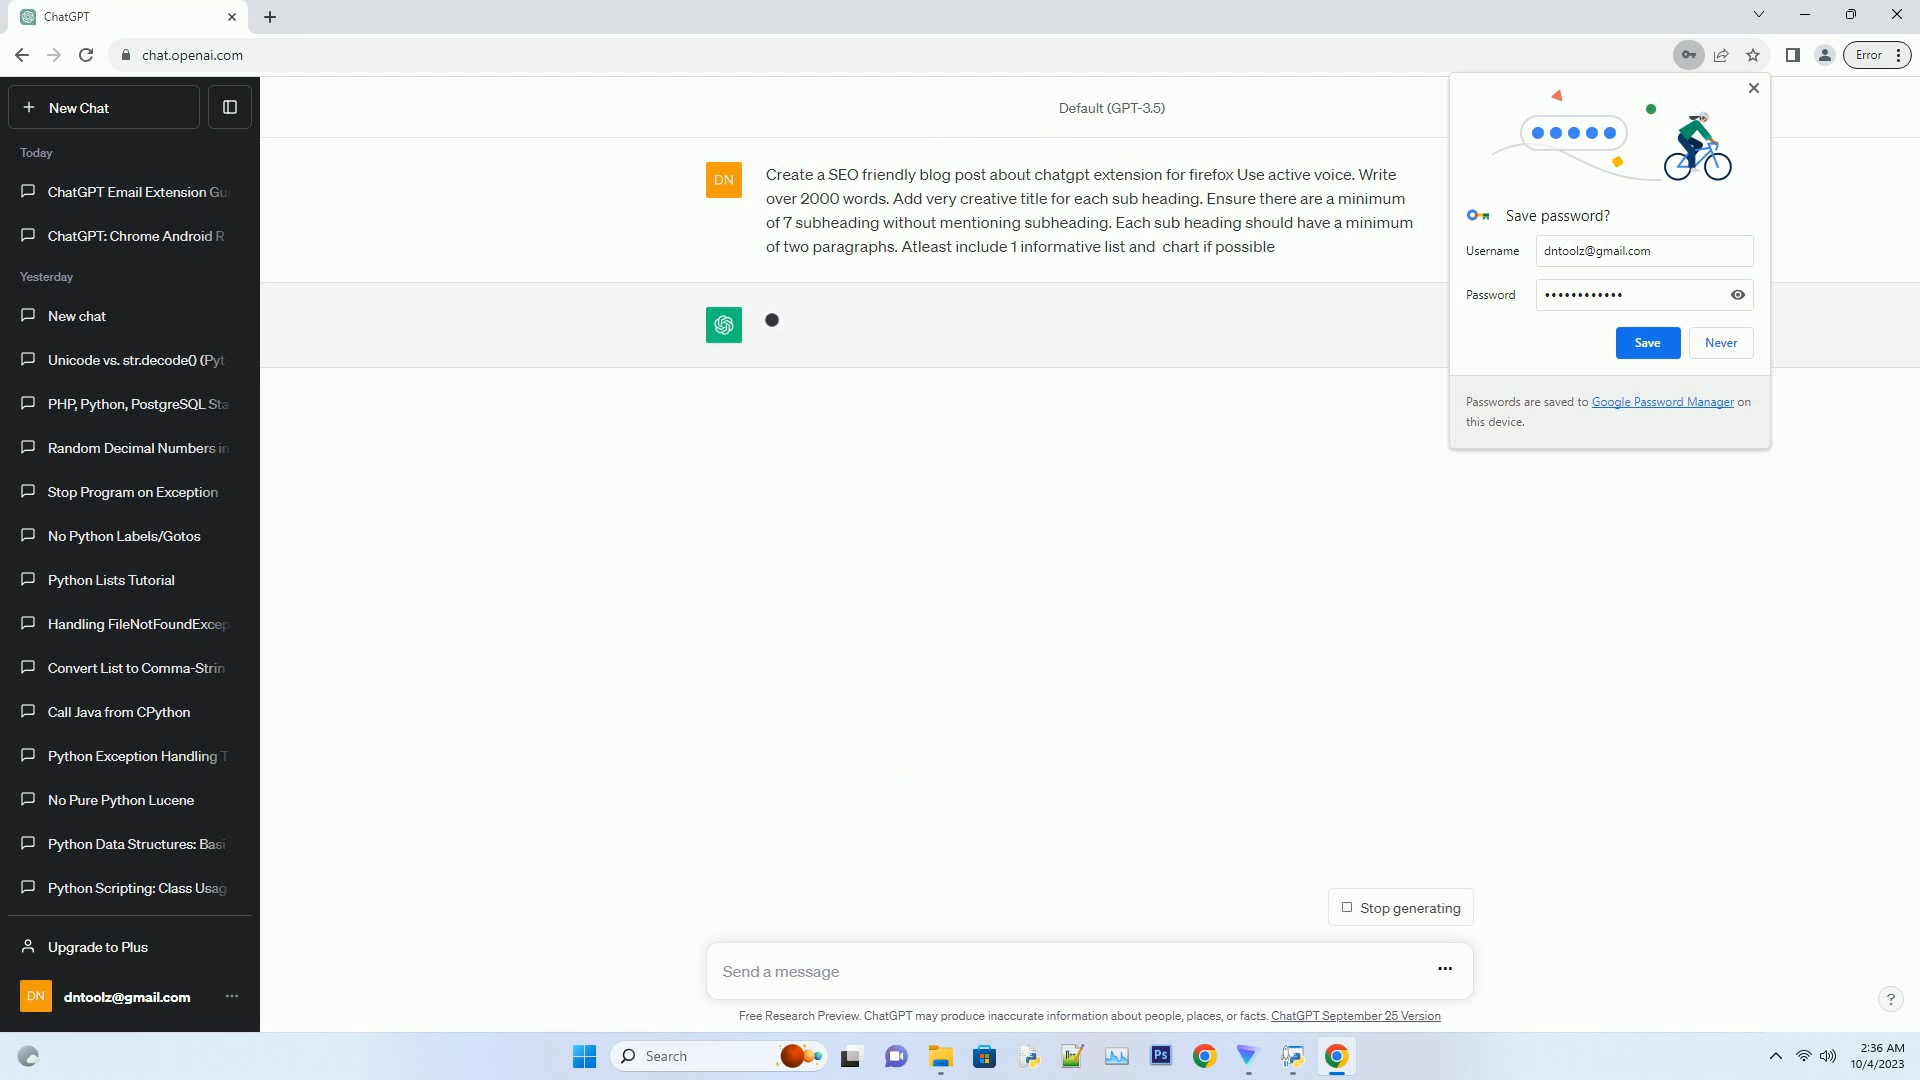 ChatGPT
chat.openai.com
Error
New Chat
Today
ChatGPT Email Extension Gu
ChatGPT: Chrome Android R
Yesterday
New chat
Unicode vs. str.decode() (Pyt
PHP, Python, PostgreSQL Sta
Random Decimal Numbers in
Stop Program on Exception
No Python Labels/Gotos
Python Lists Tutorial
Handling FileNotFoundExcep
Convert List to Comma-Strin
Call Java from CPython
Python Exception Handling T
No Pure Python Lucene
Python Data Structures: Basi
Python Scripting: Class Usag
Upgrade to Plus
DN
dntoolz@gmail.com
Default (GPT-3.5)
DN
Create a SEO friendly blog post about chatgpt extension for firefox Use active voice. Write
over 2000 words. Add very creative title for each sub heading. Ensure there are a minimum
of 7 subheading without mentioning subheading. Each sub heading should have a minimum
of two paragraphs. Atleast include 1 informative list and  chart if possible
Save password?
Username dntoolz@gmail.com
Password ••••••••••••
Save Never
Passwords are saved to Google Password Manager on
this device.
Stop generating
Send a message
Free Research Preview. ChatGPT may produce inaccurate information about people, places, or facts. ChatGPT September 25 Version
?
Search
Ps
2:36 AM
10/4/2023